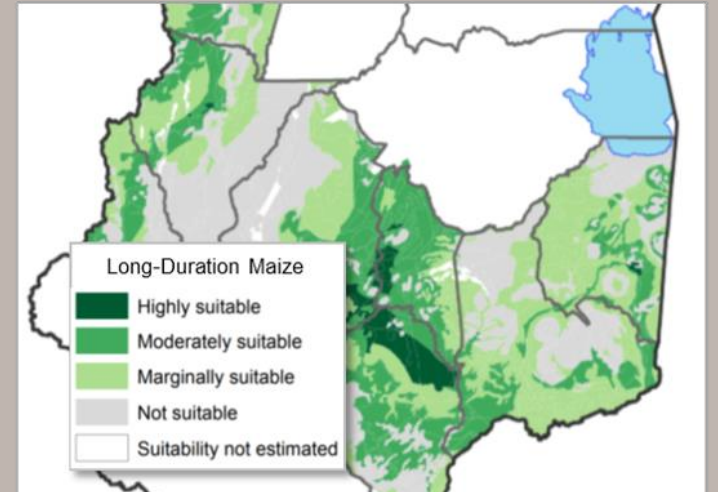 Long-Duration Maize
Highly suitable
Moderately suitable
Marginally suitable
Not suitable
Suitability not estimated